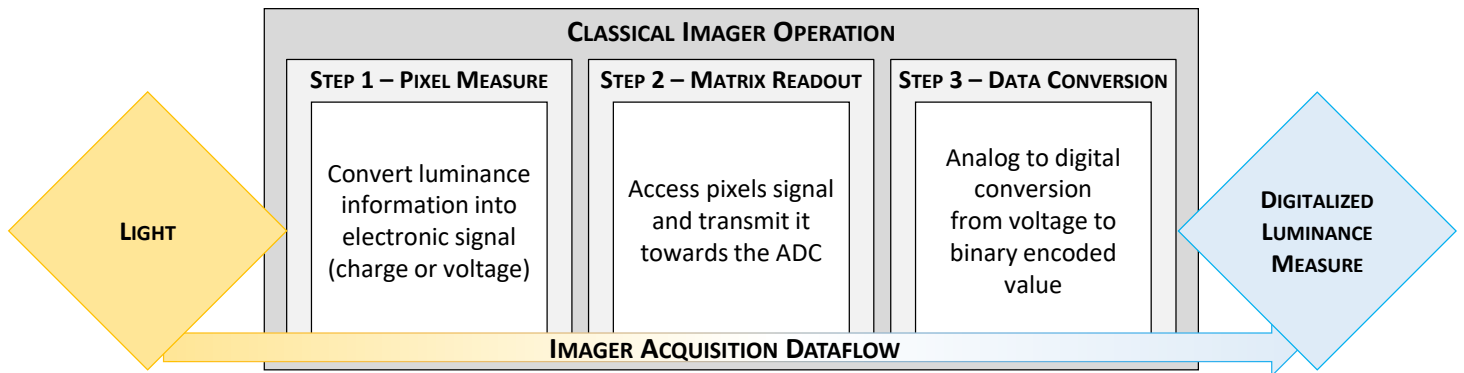 CLASSICAL IMAGER OPERATION
STEP 1 – PIXEL MEASURE
Convert luminance
information into
electronic signal
(charge or voltage)
STEP 2 – MATRIX READOUT
Access pixels signal
and transmit it
towards the ADC
STEP 3 – DATA CONVERSION
Analog to digital
conversion
from voltage to
binary encoded
value
LIGHT
DIGITALIZED
LUMINANCE
MEASURE
IMAGER ACQUISITION DATAFLOW